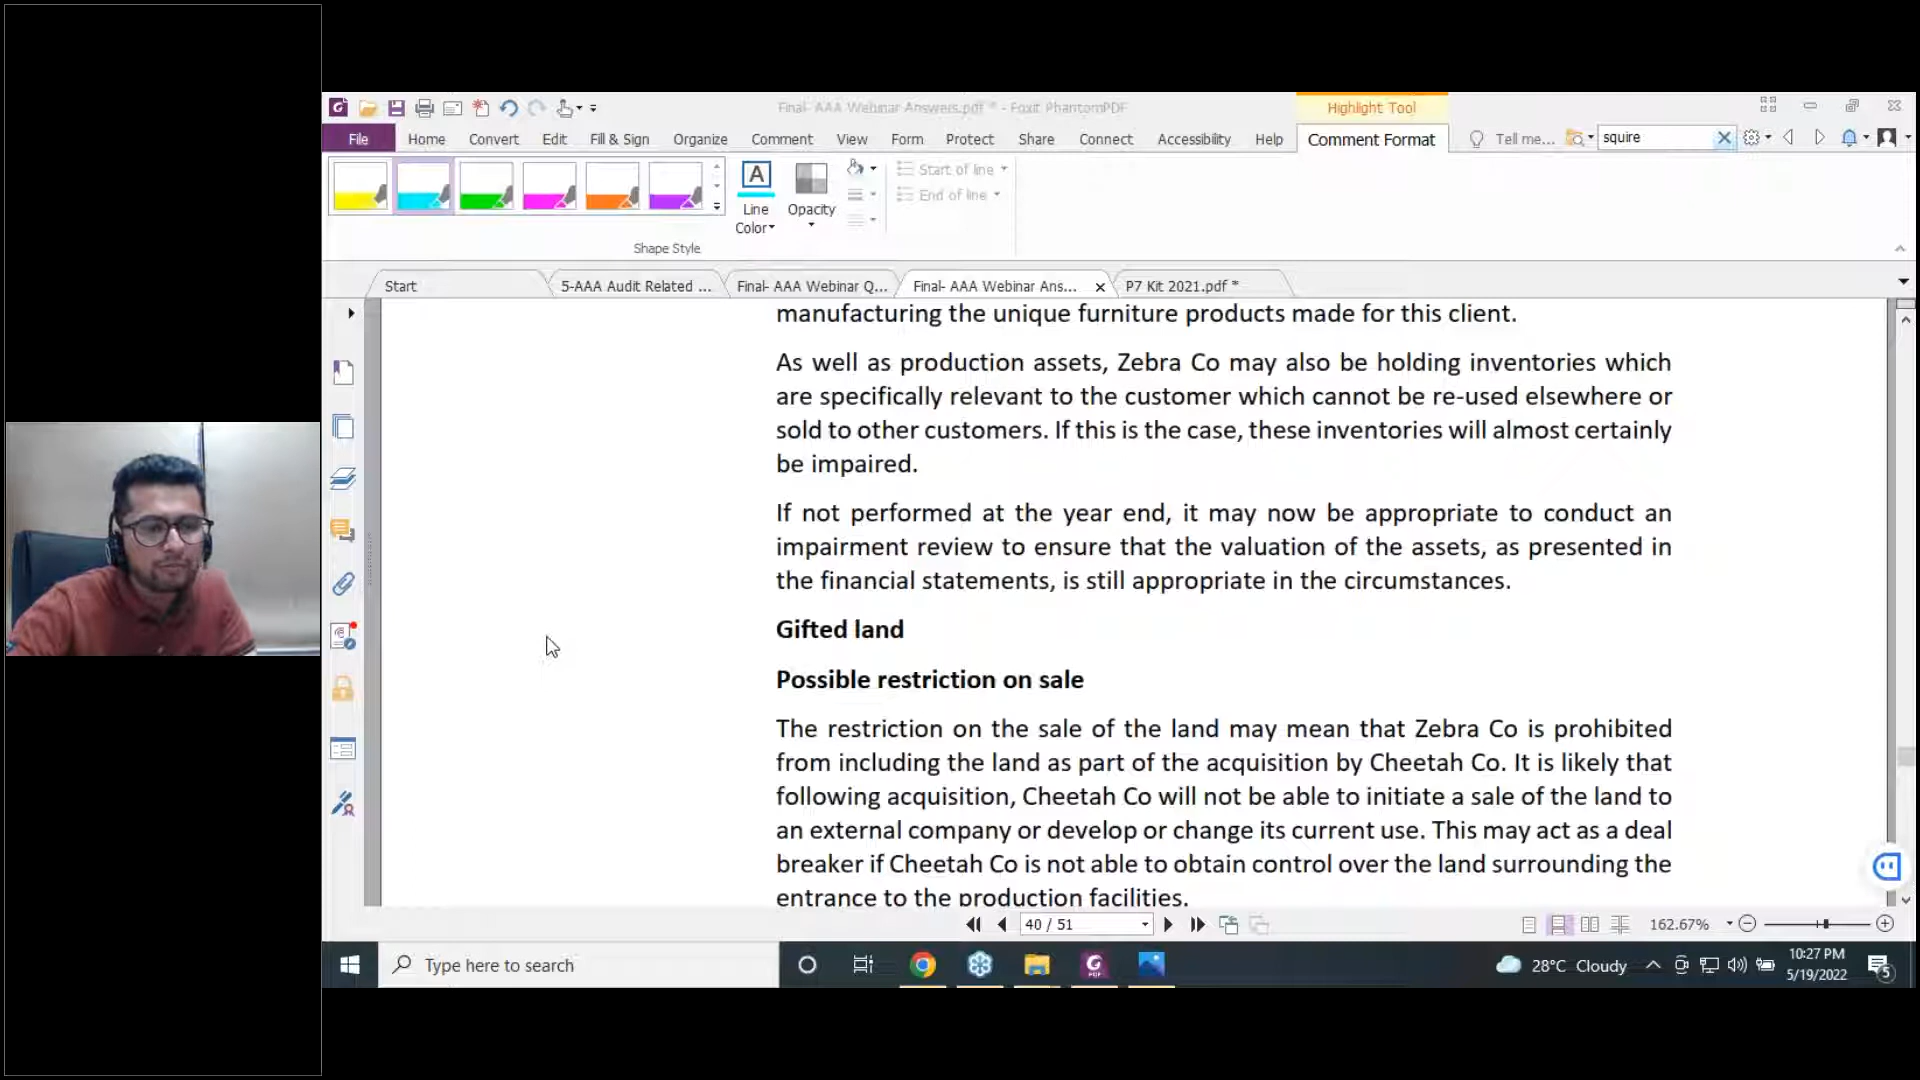 Final- AAA Webinar Answers.pdf * - Foxit PhantomPDF
Highlight Tool
File
Home
Convert
Edit
Fill & Sign
Organize
Comment
View
Form
Protect
Share
Connect
Accessibility
Help
Comment Format
Tell me...
squire
Line
Color
Opacity
Start of line
End of line
Shape Style
Start
5-AAA Audit Related ...
Final- AAA Webinar Q...
Final- AAA Webinar Ans...
P7 Kit 2021.pdf *
manufacturing the unique furniture products made for this client.
As well as production assets, Zebra Co may also be holding inventories which
are specifically relevant to the customer which cannot be re-used elsewhere or
sold to other customers. If this is the case, these inventories will almost certainly
be impaired.
If not performed at the year end, it may now be appropriate to conduct an
impairment review to ensure that the valuation of the assets, as presented in
the financial statements, is still appropriate in the circumstances.
Gifted land
Possible restriction on sale
The restriction on the sale of the land may mean that Zebra Co is prohibited
from including the land as part of the acquisition by Cheetah Co. It is likely that
following acquisition, Cheetah Co will not be able to initiate a sale of the land to
an external company or develop or change its current use. This may act as a deal
breaker if Cheetah Co is not able to obtain control over the land surrounding the
entrance to the production facilities.
40 / 51
162.67%
Type here to search
28°C Cloudy
10:27 PM
5/19/2022
5